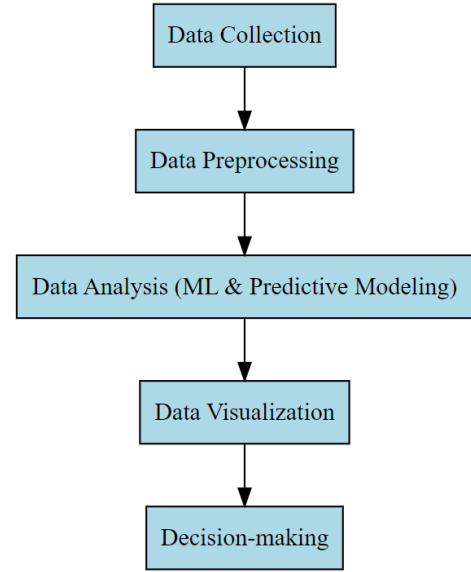 Data Collection
Data Preprocessing
Data Analysis (ML & Predictive Modeling)
Data Visualization
Decision-making